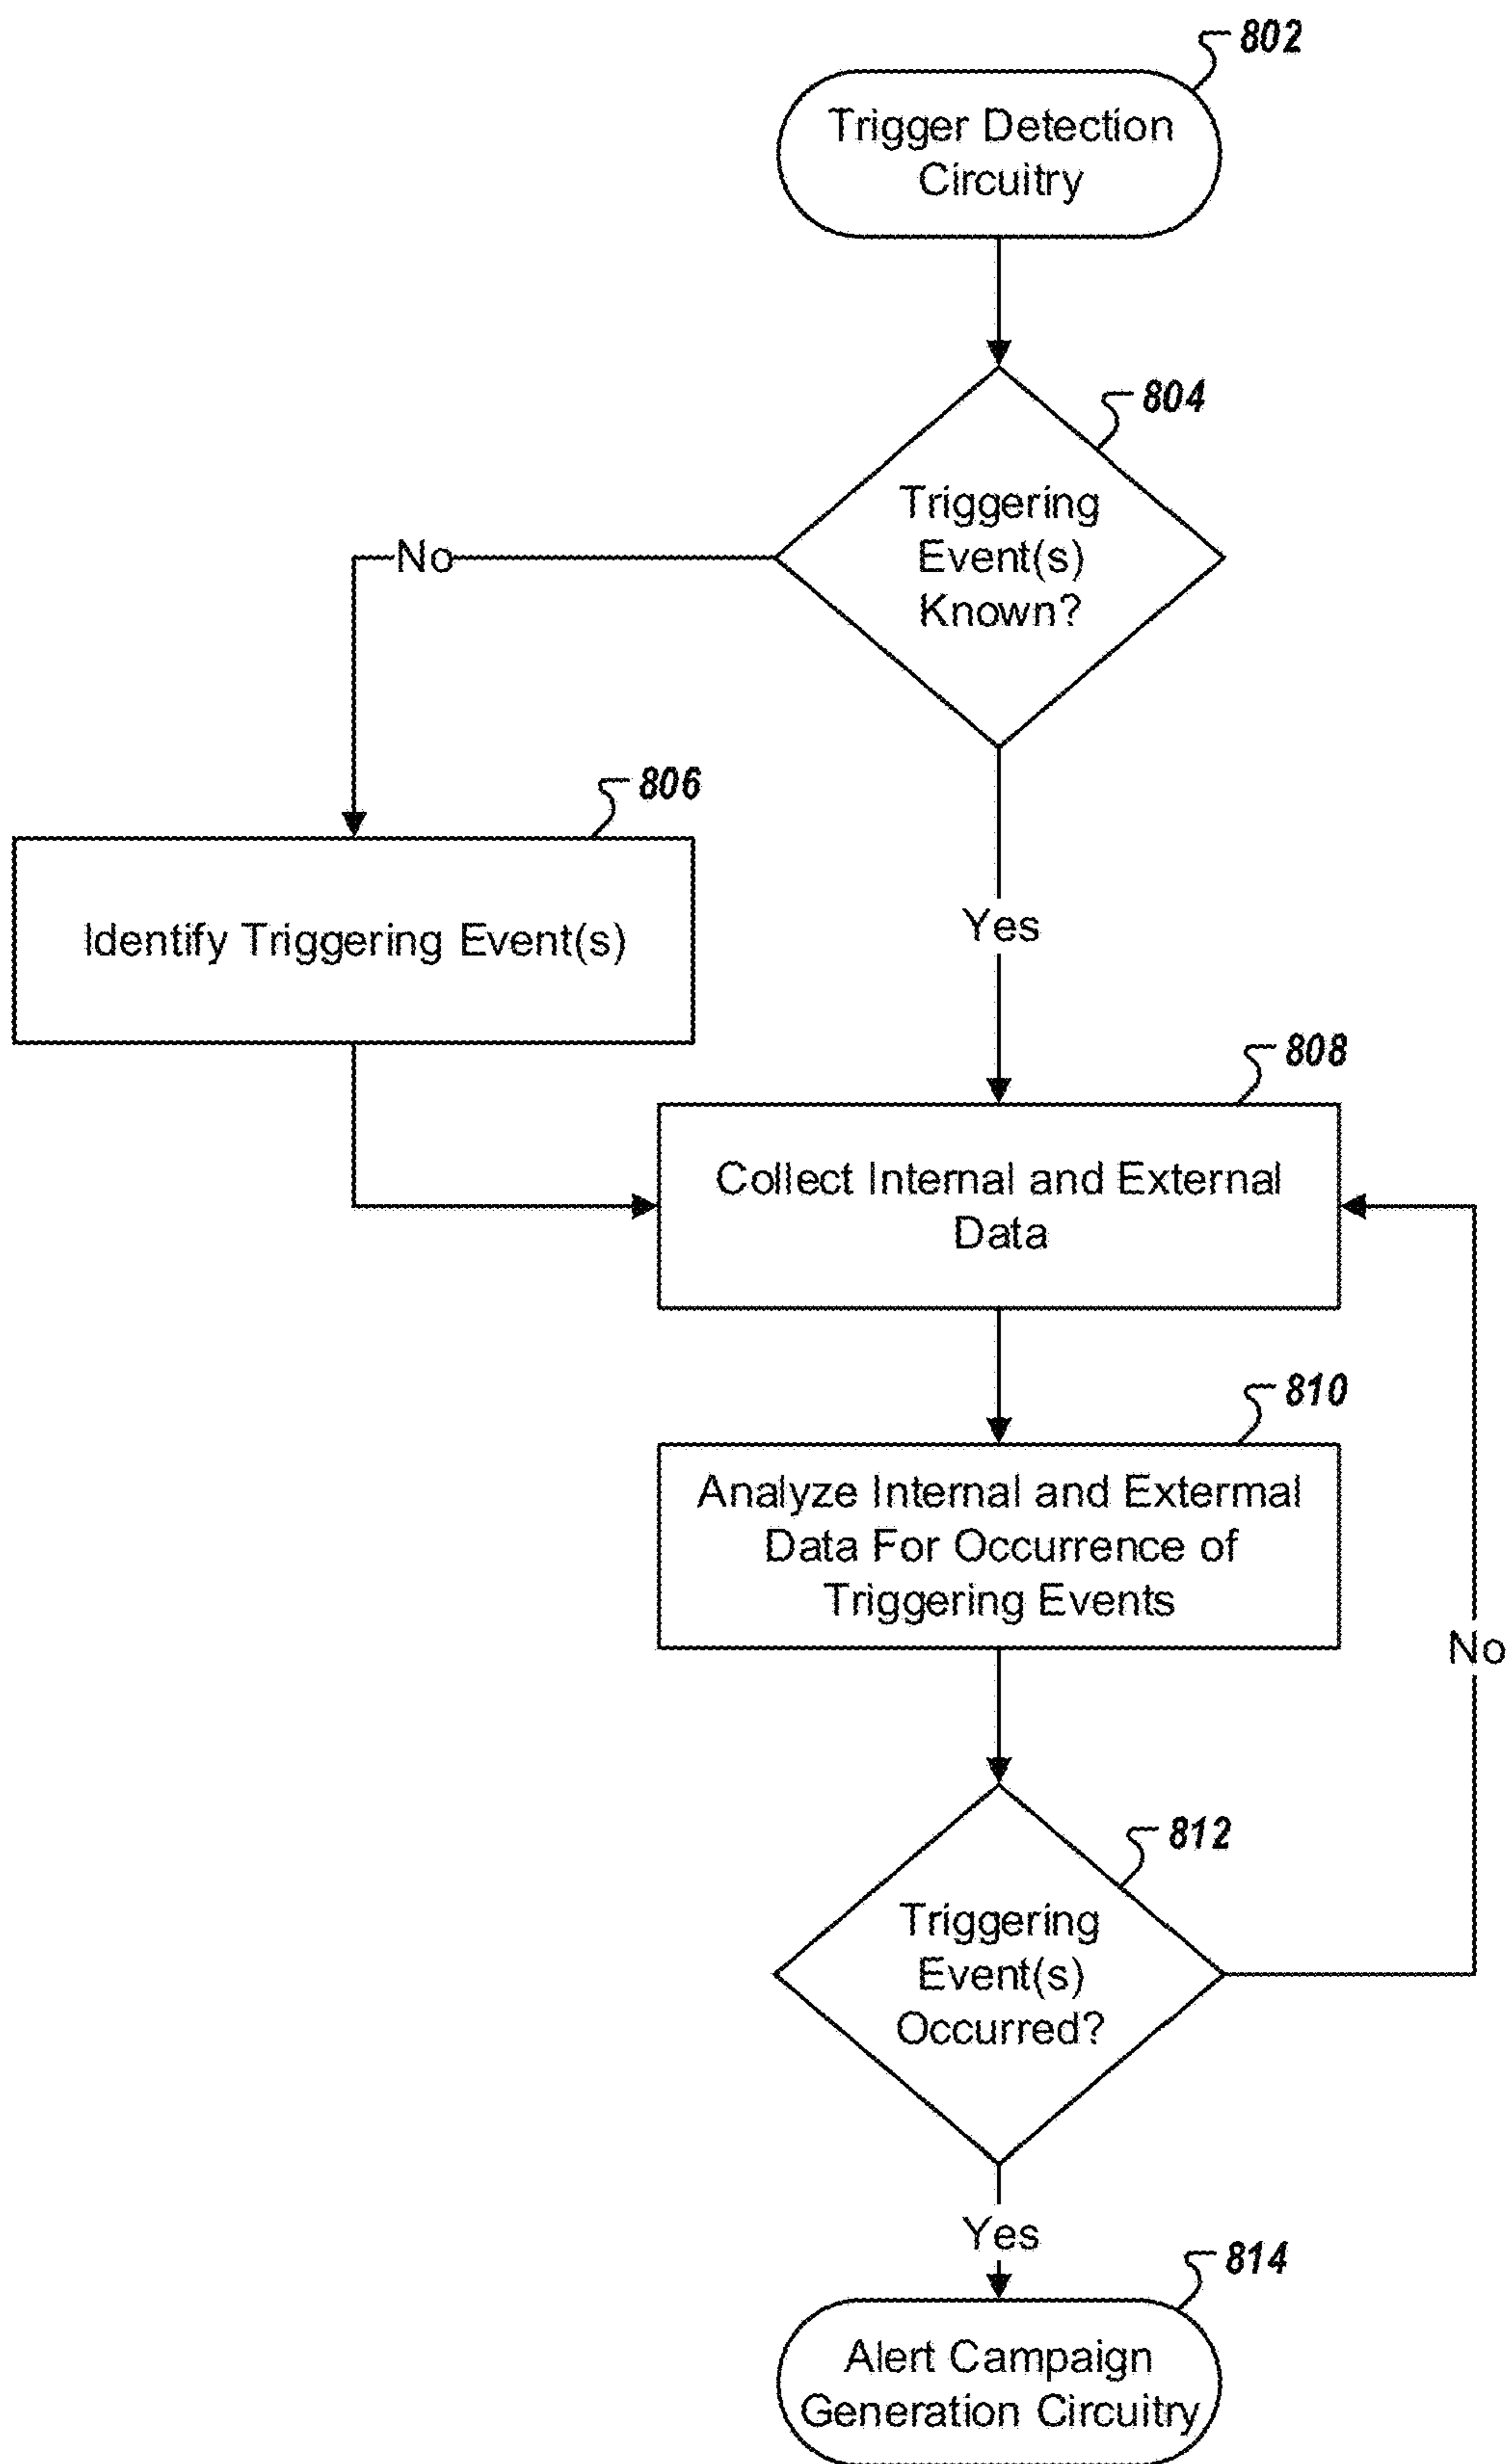 802
Trigger Detection
Circuitry
804
Triggering
Event(s)
Known?
No
806
Identify Triggering Event(s)
Yes
808
Collect Internal and External
Data
810
Analyze Internal and Extermal
Data For Occurrence of
Triggering Events
No
812
Triggering
Event(s)
Occurred?
Yes
814
Alert Campaign
Generation Circuitry